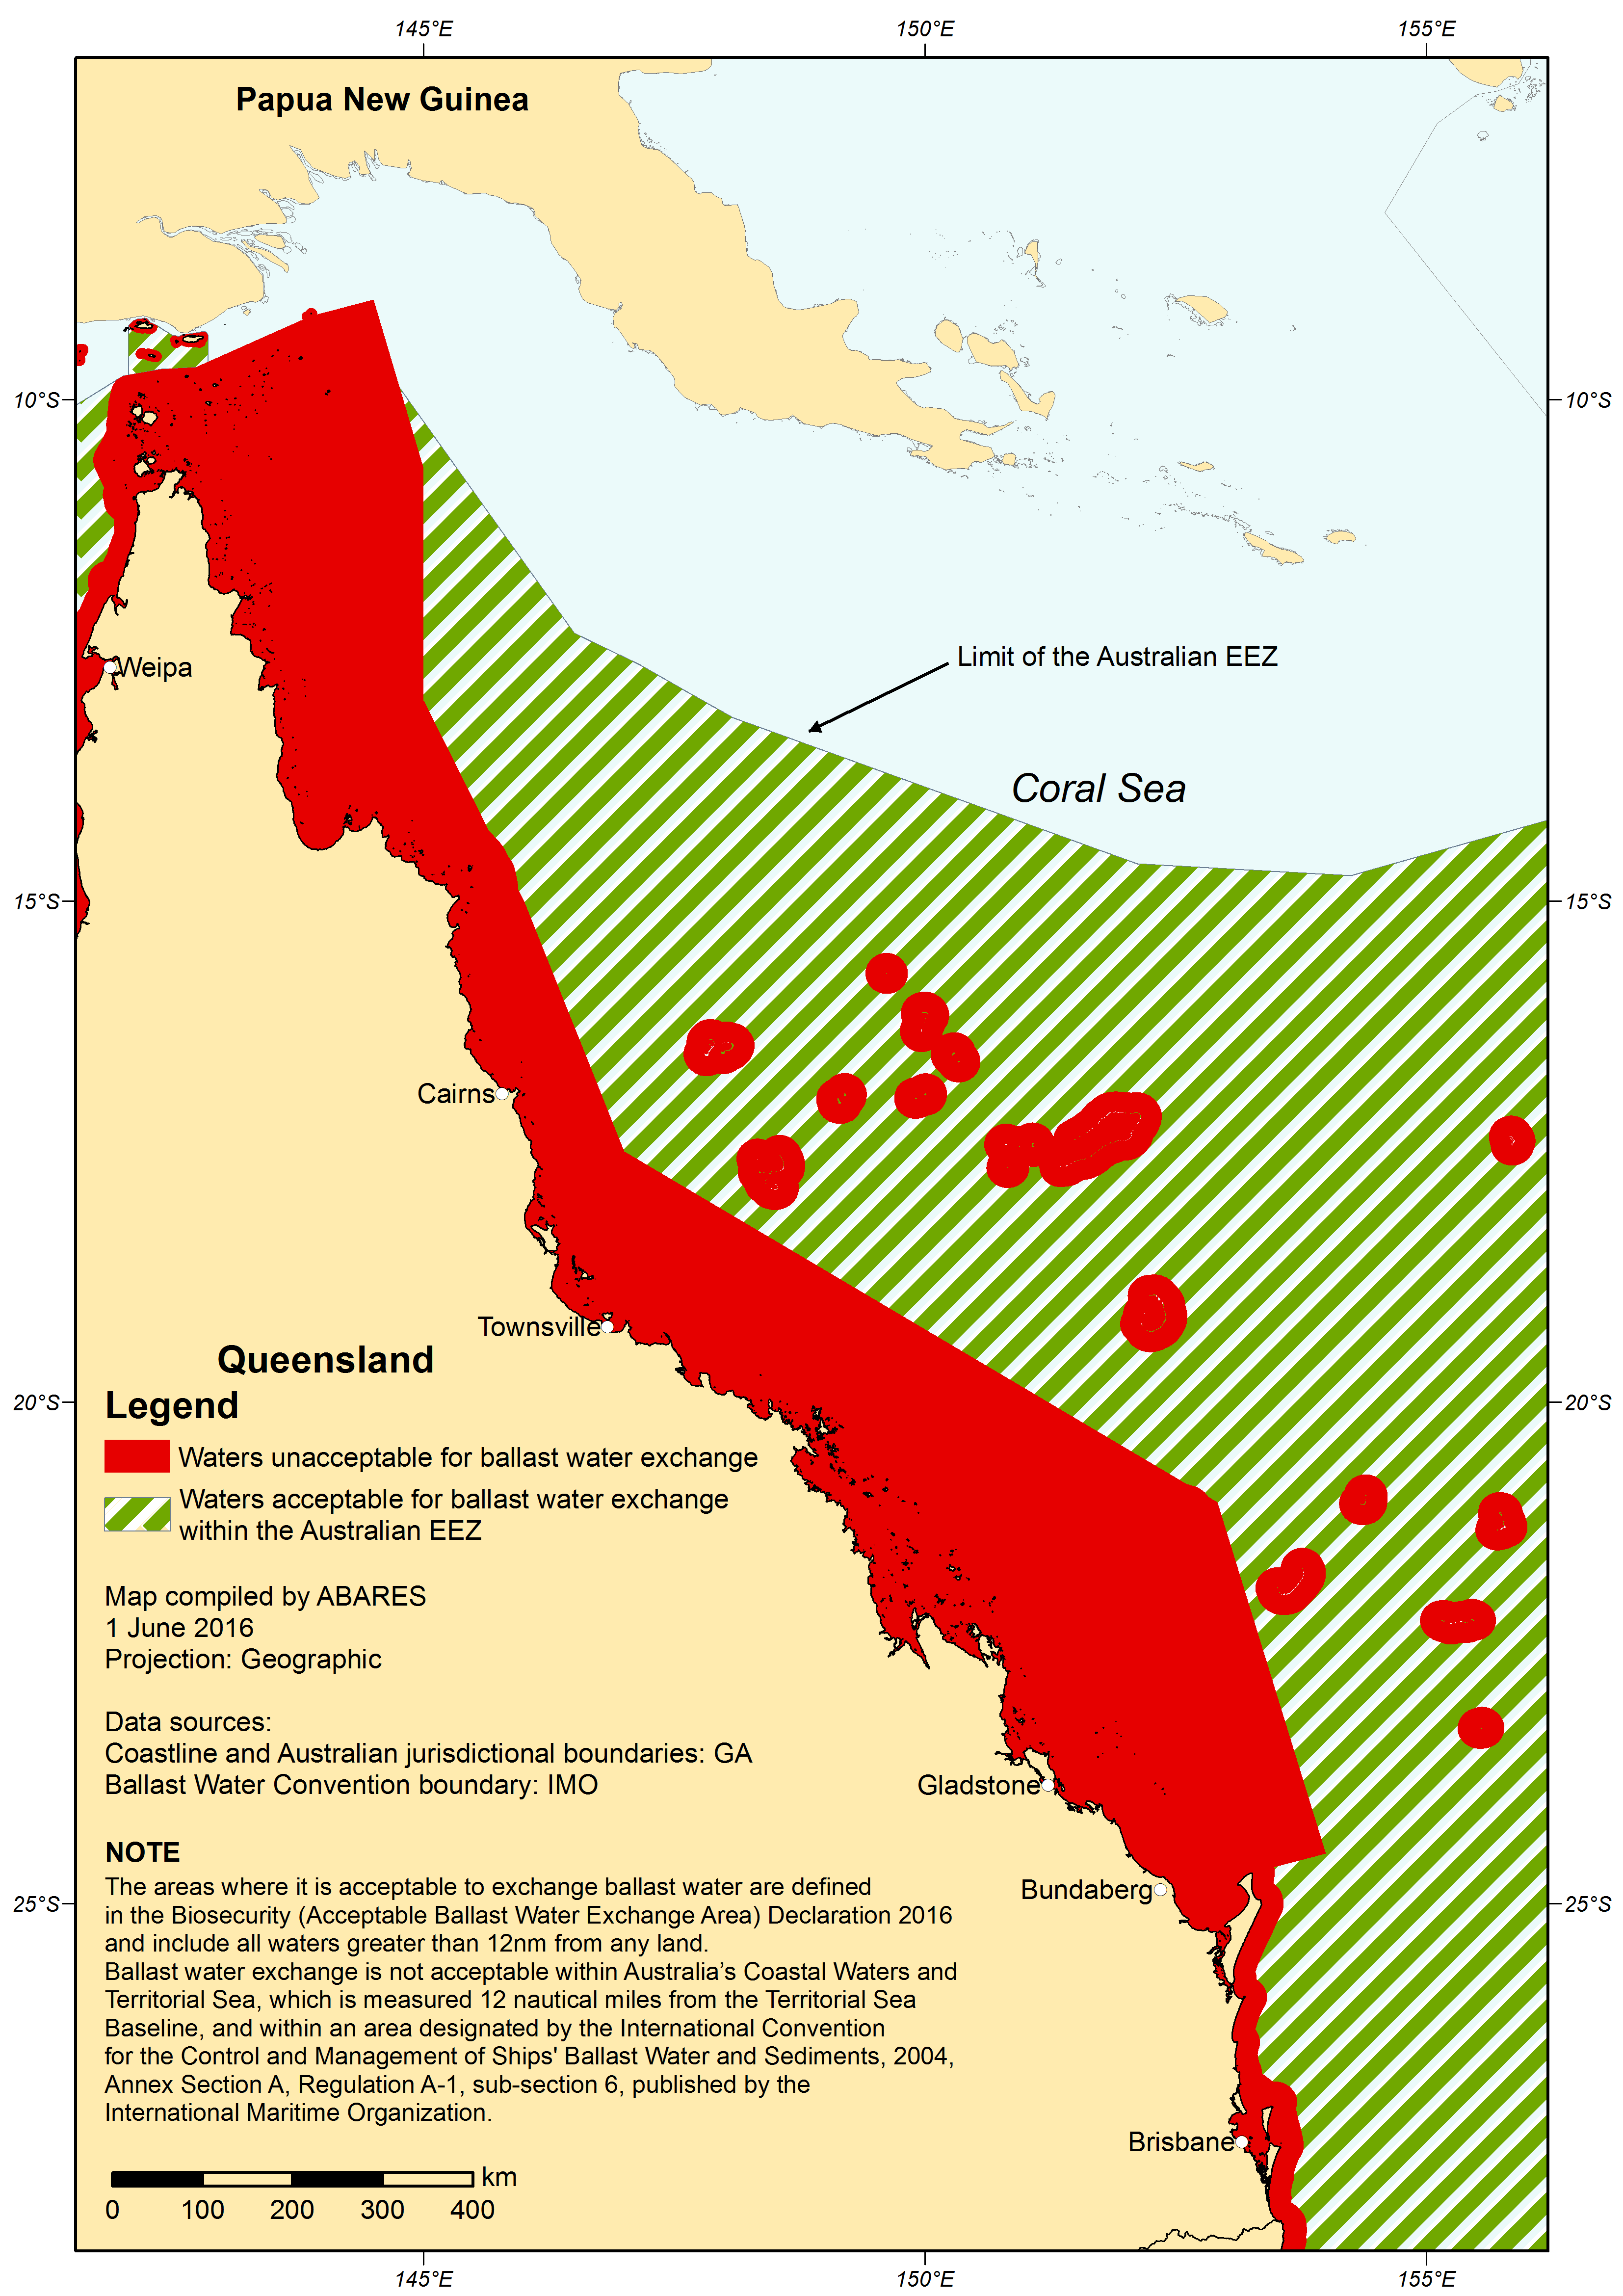 145°E
150°E
155°E
Papua New Guinea
10°S
10°S
Limit of the Australian EEZ
Weipa
Coral Sea
15°S
15°S
Cairns
Townsville
Queensland
Legend
20°S
20°S
Waters unacceptable for ballast water exchange
Waters acceptable for ballast water exchange
within the Australian EEZ
Map compiled by ABARES
1 June 2016
Projection: Geographic
Data sources:
Coastline and Australian jurisdictional boundaries: GA
Ballast Water Convention boundary: IMO
Gladstone
NOTE
The areas where it is acceptable to exchange ballast water are defined
in the Biosecurity (Acceptable Ballast Water Exchange Area) Declaration 2016
and include all waters greater than 12nm from any land.
Ballast water exchange is not acceptable within Australia’s Coastal Waters and
Territorial Sea, which is measured 12 nautical miles from the Territorial Sea
Baseline, and within an area designated by the International Convention
for the Control and Management of Ships' Ballast Water and Sediments, 2004,
Annex Section A, Regulation A-1, sub-section 6, published by the
International Maritime Organization.
Bundaberg
25°S
25°S
Brisbane
km
0
100
200
300
400
145°E
150°E
155°E